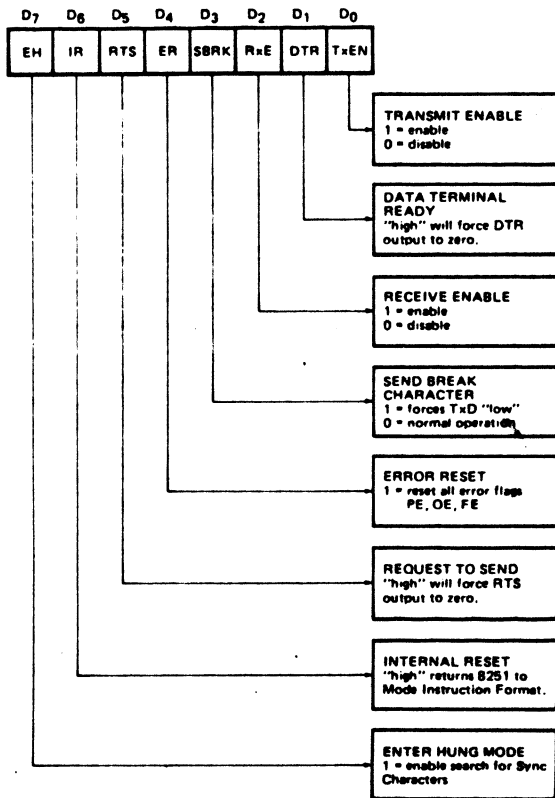 D7 D6 D5 D4 D3 D2 D1 D0
EH IR RTS ER SBRK RxE DTR TxEN
TRANSMIT ENABLE
1 = enable
0 = disable
DATA TERMINAL
READY
"high" will force DTR
output to zero.
RECEIVE ENABLE
1 = enable
0 = disable
SEND BREAK
CHARACTER
1 = forces TxD "low"
0 = normal operation
ERROR RESET
1 = reset all error flags
PE, OE, FE
REQUEST TO SEND
"high" will force RTS
output to zero.
INTERNAL RESET
"high" returns 8251 to
Mode Instruction Format.
ENTER HUNG MODE
1 = enable search for Sync
Characters